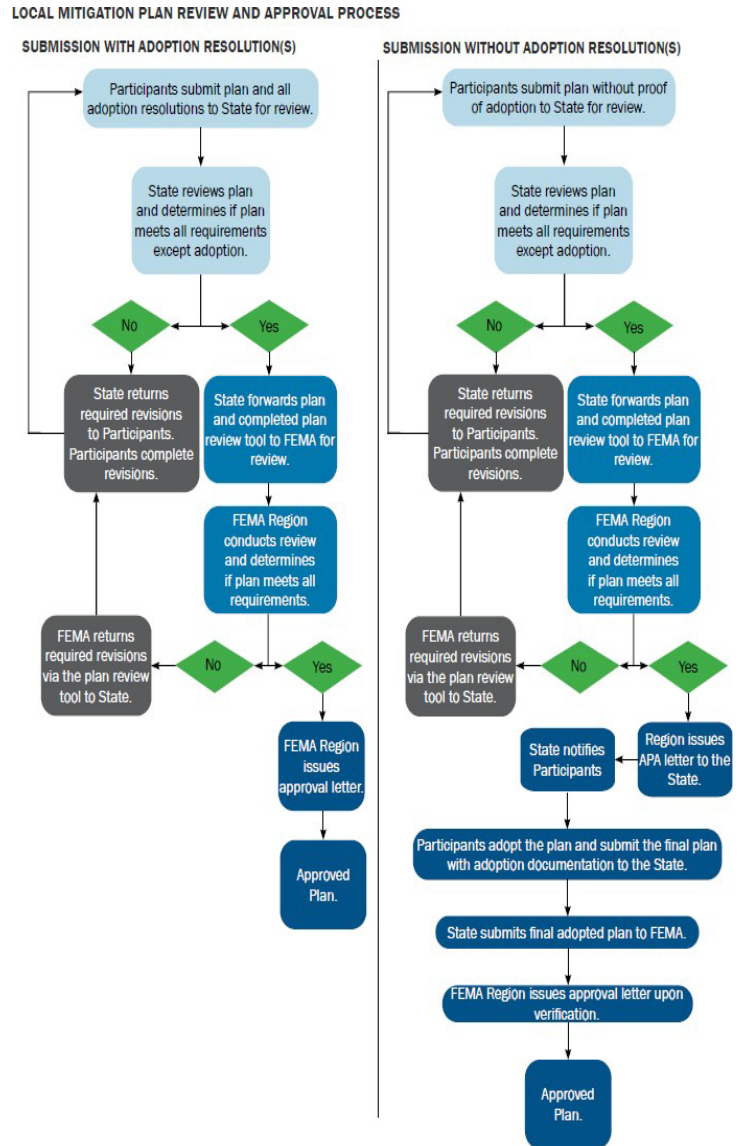 LOCAL MITIGATION PLAN REVIEW AND APPROVAL PROCESS
SUBMISSION WITH ADOPTION RESOLUTION(S)
Participants submit plan and all
adoption resolutions to State for review.
State reviews plan
and determines if plan
meets all requirements
except adoption.
No
Yes
State returns
required revisions
to Participants.
Participants complete
revisions.
State forwards plan
and completed plan
review tool to FEMA for
review.
FEMA Region
conducts review
and determines
if plan meets all
requirements.
FEMA returns
required revisions
via the plan review
tool to State.
No
Yes
FEMA Region
issues
approval letter.
Approved
Plan.
SUBMISSION WITHOUT ADOPTION RESOLUTION(S)
Participants submit plan without proof
of adoption to State for review.
State reviews plan
and determines if plan
meets all requirements
except adoption.
No
Yes
State returns
required revisions
to Participants.
Participants complete
revisions.
State forwards plan
and completed plan
review tool to FEMA for
review.
FEMA Region
conducts review
and determines
if plan meets all
requirements.
FEMA returns
required revisions
via the plan review
tool to State.
No
Yes
Region issues
APA letter to the
State.
State notifies
Participants
Participants adopt the plan and submit the final plan
with adoption documentation to the State.
State submits final adopted plan to FEMA.
FEMA Region issues approval letter upon
verification.
Approved
Plan.